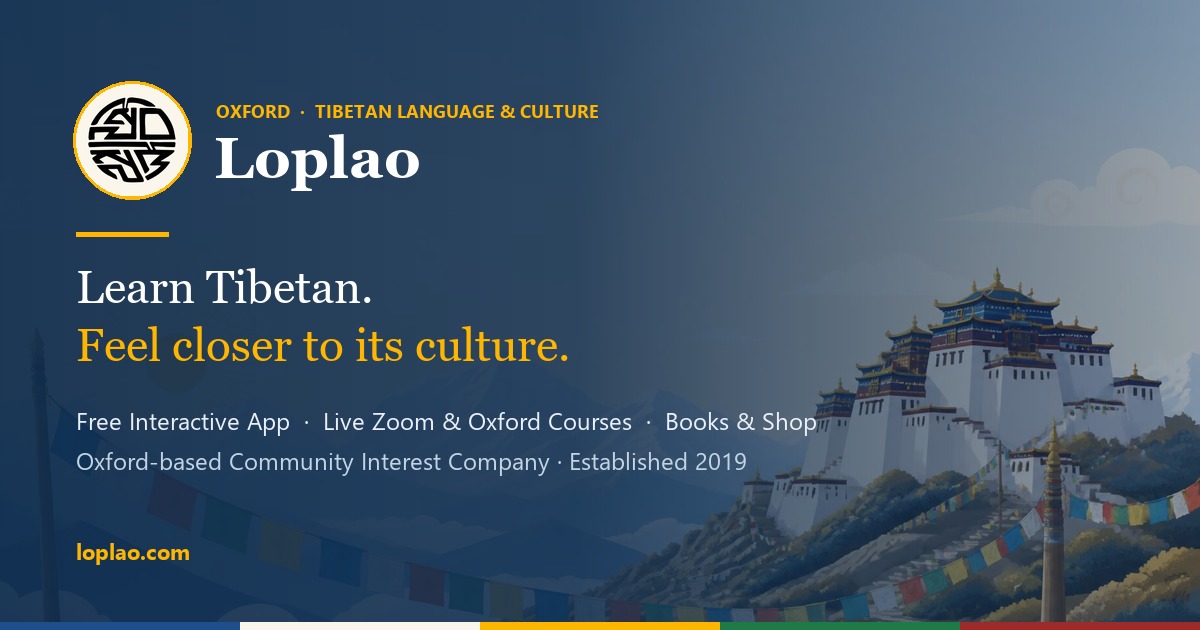 OXFORD · TIBETAN LANGUAGE & CULTURE
Loplao
Learn Tibetan.
Feel closer to its culture.
Free Interactive App · Live Zoom & Oxford Courses · Books & Shop
Oxford-based Community Interest Company · Established 2019
loplao.com